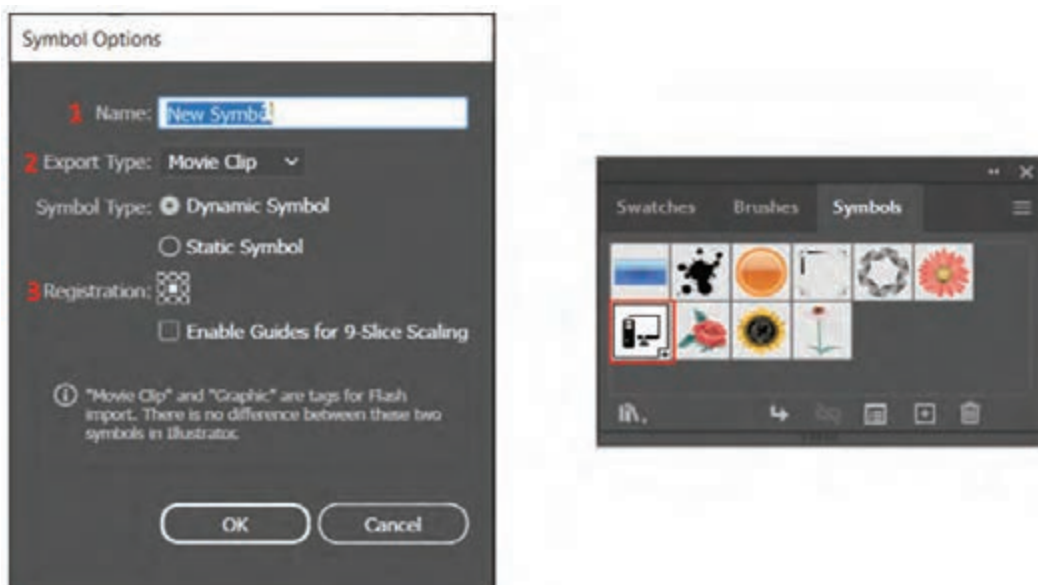 Symbol Options
1 Name: New Symbol
2 Export Type: Movie Clip
Symbol Type: Dynamic Symbol
Static Symbol
3 Registration:
Enable Guides for 9-Slice Scaling
"Movie Clip" and "Graphic" are tags for Flash
import. There is no difference between these two
symbols in Illustrator.
OK Cancel
Swatches Brushes Symbols